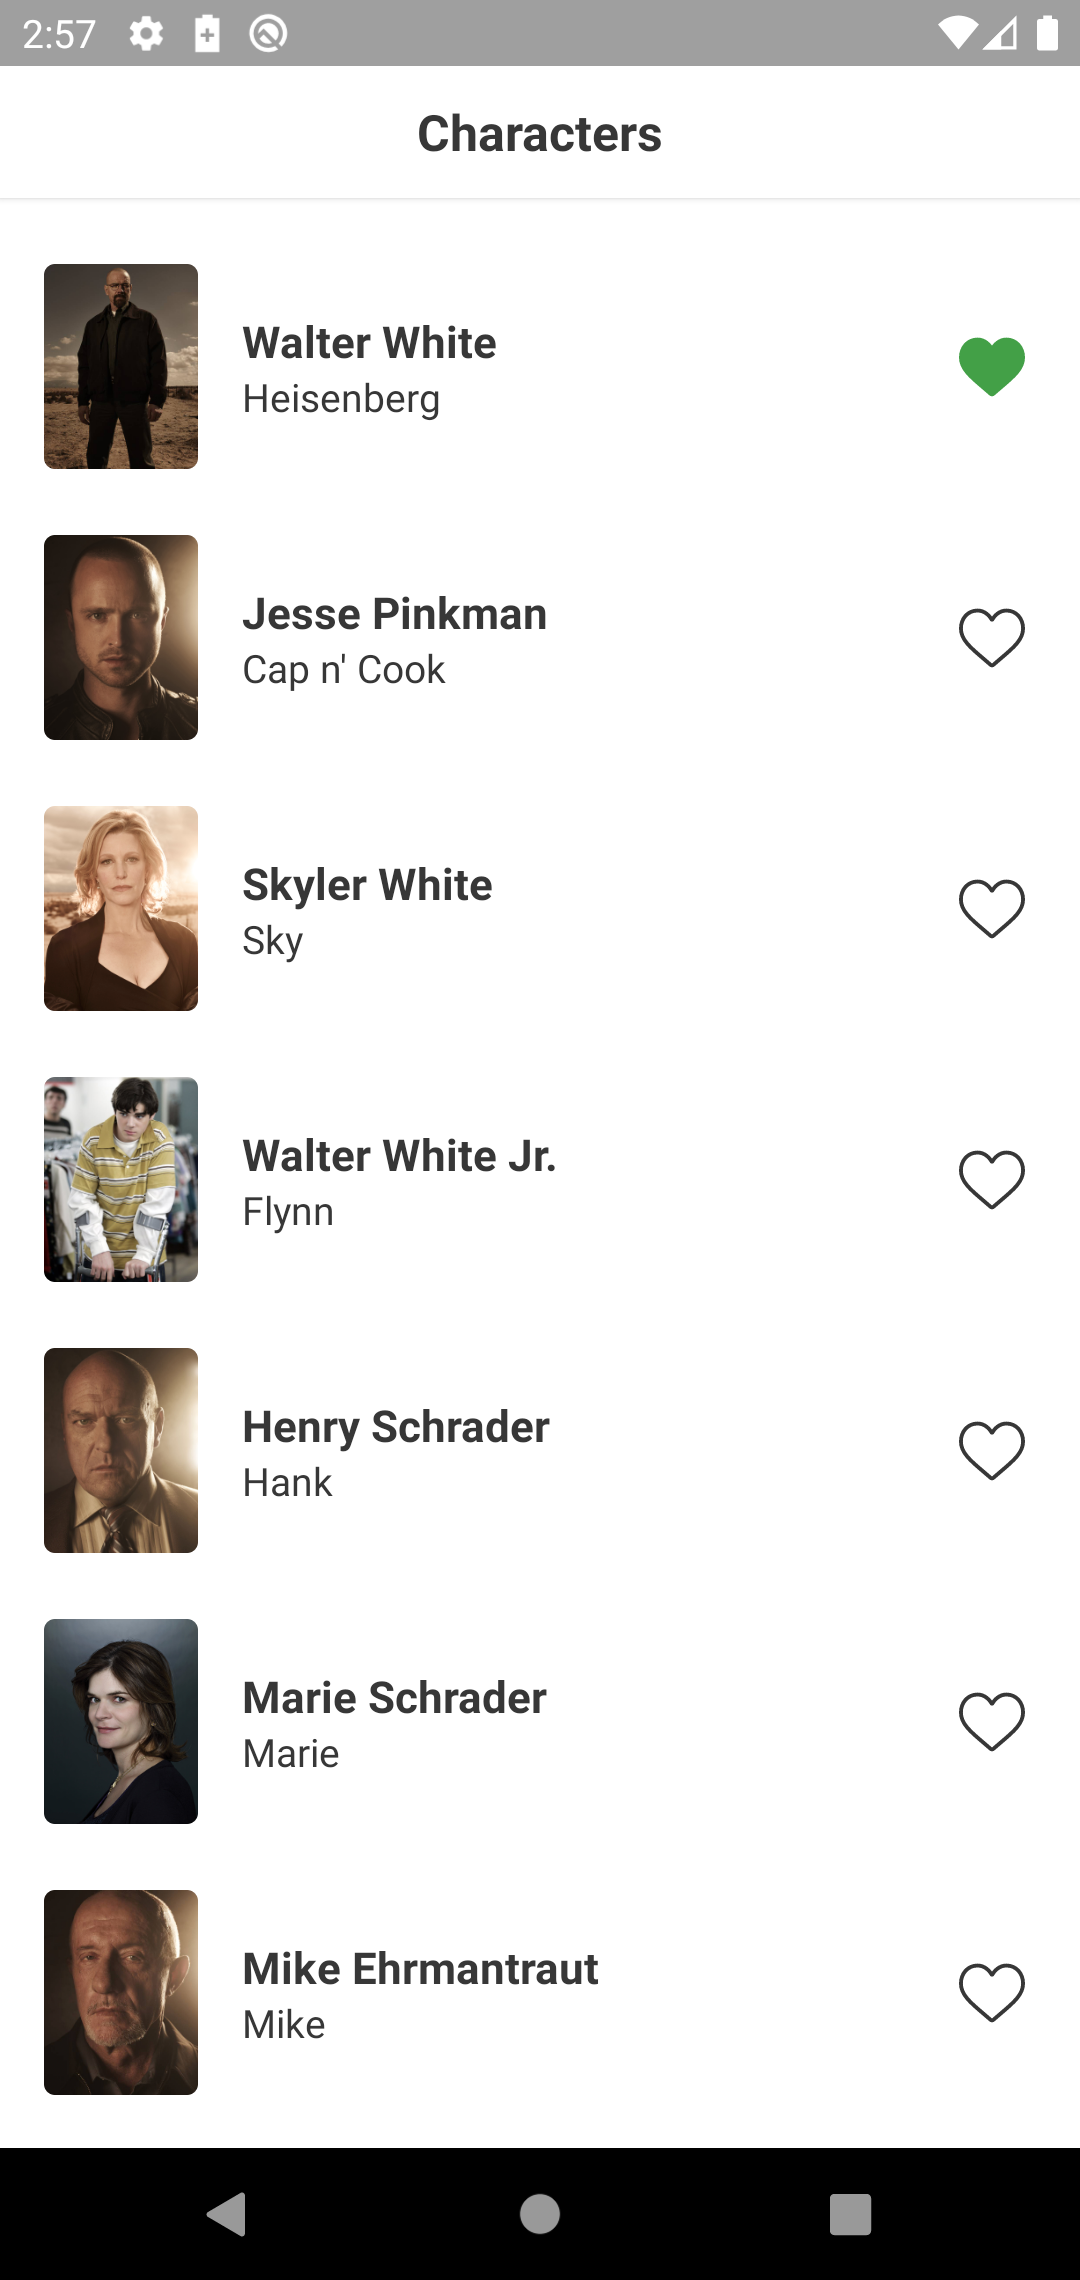 2:57
Characters
Walter White
Heisenberg
Jesse Pinkman
Cap n' Cook
Skyler White
Sky
Walter White Jr.
Flynn
Henry Schrader
Hank
Marie Schrader
Marie
Mike Ehrmantraut
Mike